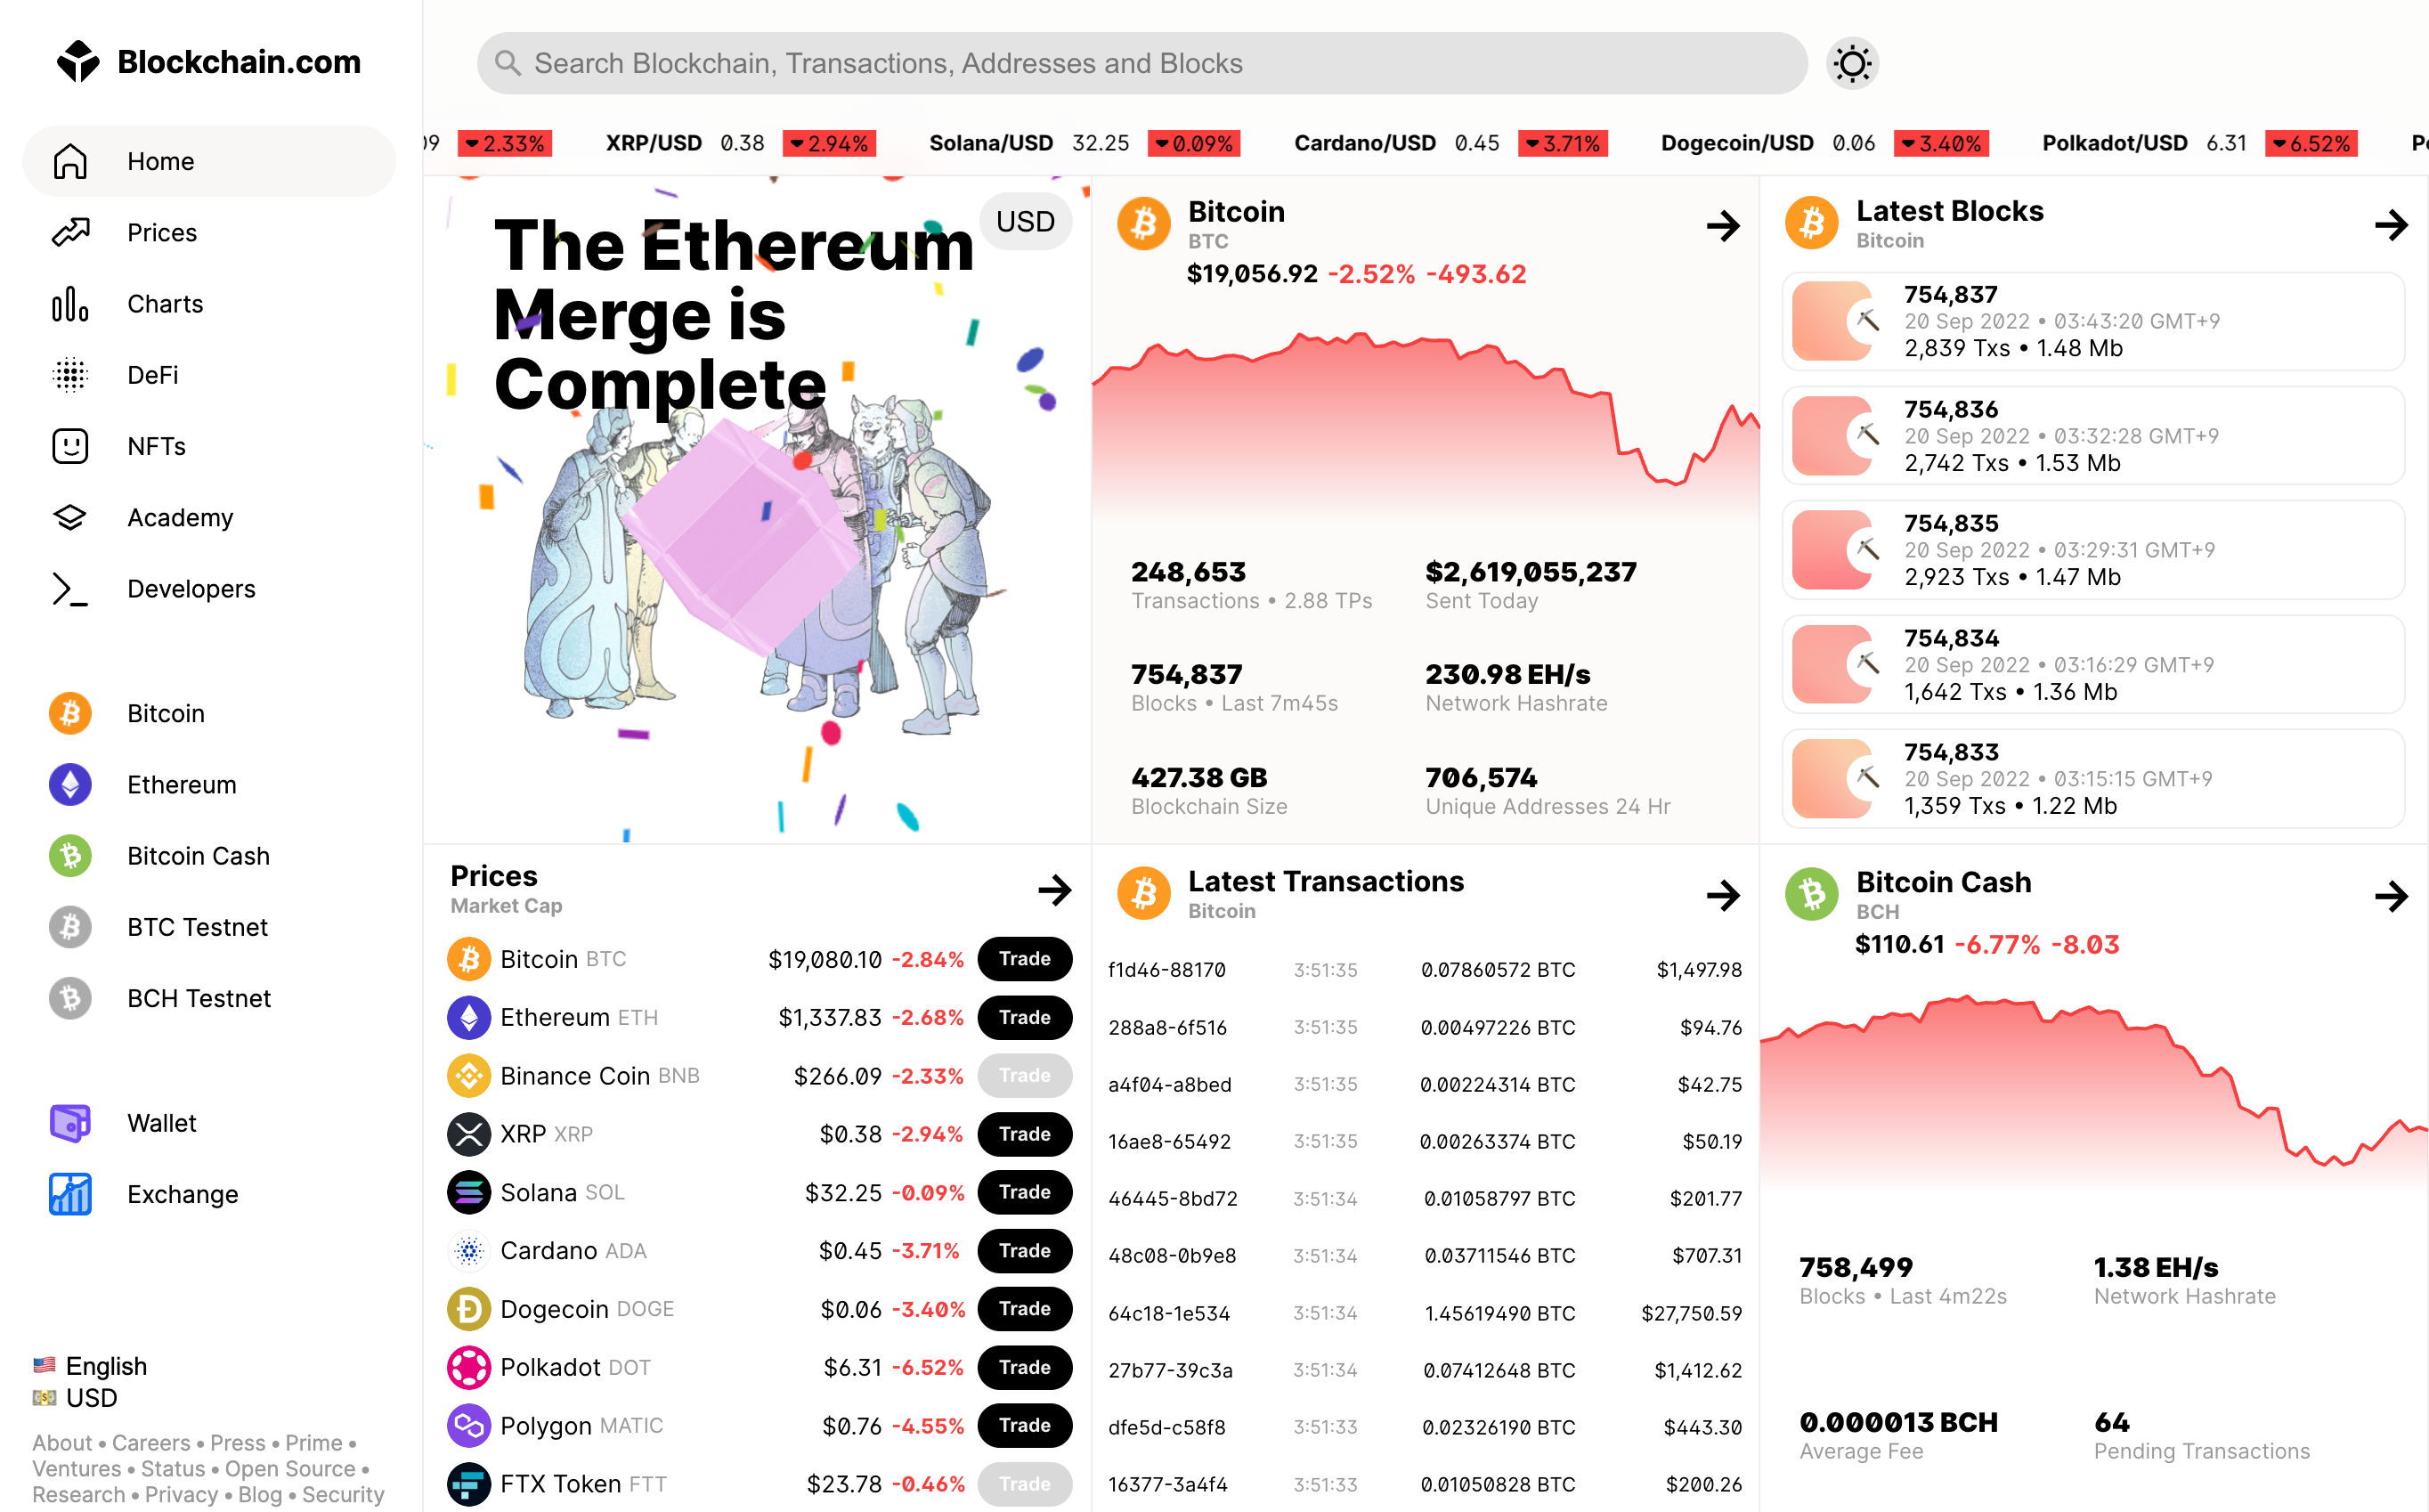 Blockchain.com
Home
Prices
Charts
DeFi
NFTs
Academy
Developers
Bitcoin
Ethereum
Bitcoin Cash
BTC Testnet
BCH Testnet
Wallet
Exchange
English
USD
About • Careers • Press • Prime •
Ventures • Status • Open Source •
Research • Privacy • Blog • Security
Search Blockchain, Transactions, Addresses and Blocks
09 2.33% XRP/USD 0.38 2.94% Solana/USD 32.25 0.09% Cardano/USD 0.45 3.71% Dogecoin/USD 0.06 3.40% Polkadot/USD 6.31 6.52%
The Ethereum
Merge is
Complete
USD
Bitcoin
BTC
$19,056.92 -2.52% -493.62
248,653
Transactions • 2.88 TPs
$2,619,055,237
Sent Today
754,837
Blocks • Last 7m45s
230.98 EH/s
Network Hashrate
427.38 GB
Blockchain Size
706,574
Unique Addresses 24 Hr
Latest Blocks
Bitcoin
754,837
20 Sep 2022 • 03:43:20 GMT+9
2,839 Txs • 1.48 Mb
754,836
20 Sep 2022 • 03:32:28 GMT+9
2,742 Txs • 1.53 Mb
754,835
20 Sep 2022 • 03:29:31 GMT+9
2,923 Txs • 1.47 Mb
754,834
20 Sep 2022 • 03:16:29 GMT+9
1,642 Txs • 1.36 Mb
754,833
20 Sep 2022 • 03:15:15 GMT+9
1,359 Txs • 1.22 Mb
Prices
Market Cap
Bitcoin BTC $19,080.10 -2.84% Trade
Ethereum ETH $1,337.83 -2.68% Trade
Binance Coin BNB $266.09 -2.33% Trade
XRP XRP $0.38 -2.94% Trade
Solana SOL $32.25 -0.09% Trade
Cardano ADA $0.45 -3.71% Trade
Dogecoin DOGE $0.06 -3.40% Trade
Polkadot DOT $6.31 -6.52% Trade
Polygon MATIC $0.76 -4.55% Trade
FTX Token FTT $23.78 -0.46% Trade
Latest Transactions
Bitcoin
f1d46-88170 3:51:35 0.07860572 BTC $1,497.98
288a8-6f516 3:51:35 0.00497226 BTC $94.76
a4f04-a8bed 3:51:35 0.00224314 BTC $42.75
16ae8-65492 3:51:35 0.00263374 BTC $50.19
46445-8bd72 3:51:34 0.01058797 BTC $201.77
48c08-0b9e8 3:51:34 0.03711546 BTC $707.31
64c18-1e534 3:51:34 1.45619490 BTC $27,750.59
27b77-39c3a 3:51:34 0.07412648 BTC $1,412.62
dfe5d-c58f8 3:51:33 0.02326190 BTC $443.30
16377-3a4f4 3:51:33 0.01050828 BTC $200.26
Bitcoin Cash
BCH
$110.61 -6.77% -8.03
758,499
Blocks • Last 4m22s
1.38 EH/s
Network Hashrate
0.000013 BCH
Average Fee
64
Pending Transactions